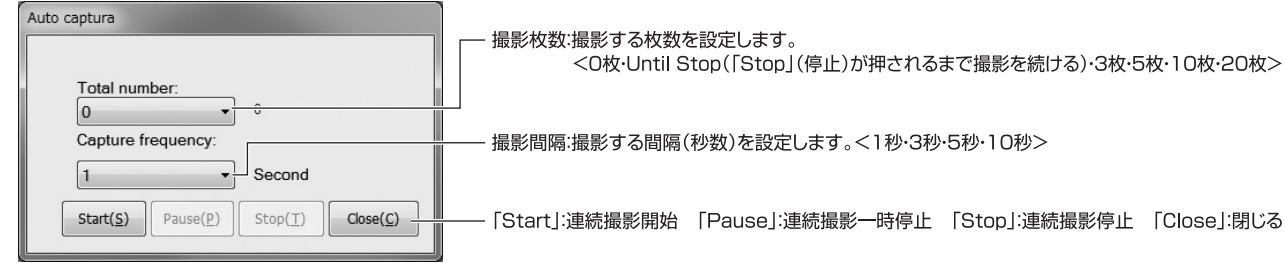 Auto captura
撮影枚数:撮影する枚数を設定します。
<0枚・Until Stop(「Stop」(停止)が押されるまで撮影を続ける)・3枚・5枚・10枚・20枚>
Total number:
0
Capture frequency:
撮影間隔:撮影する間隔(秒数)を設定します。<1秒・3秒・5秒・10秒>
1 Second
Start(S) Pause(P) Stop(T) Close(C)
「Start」:連続撮影開始 「Pause」:連続撮影一時停止 「Stop」:連続撮影停止 「Close」:閉じる